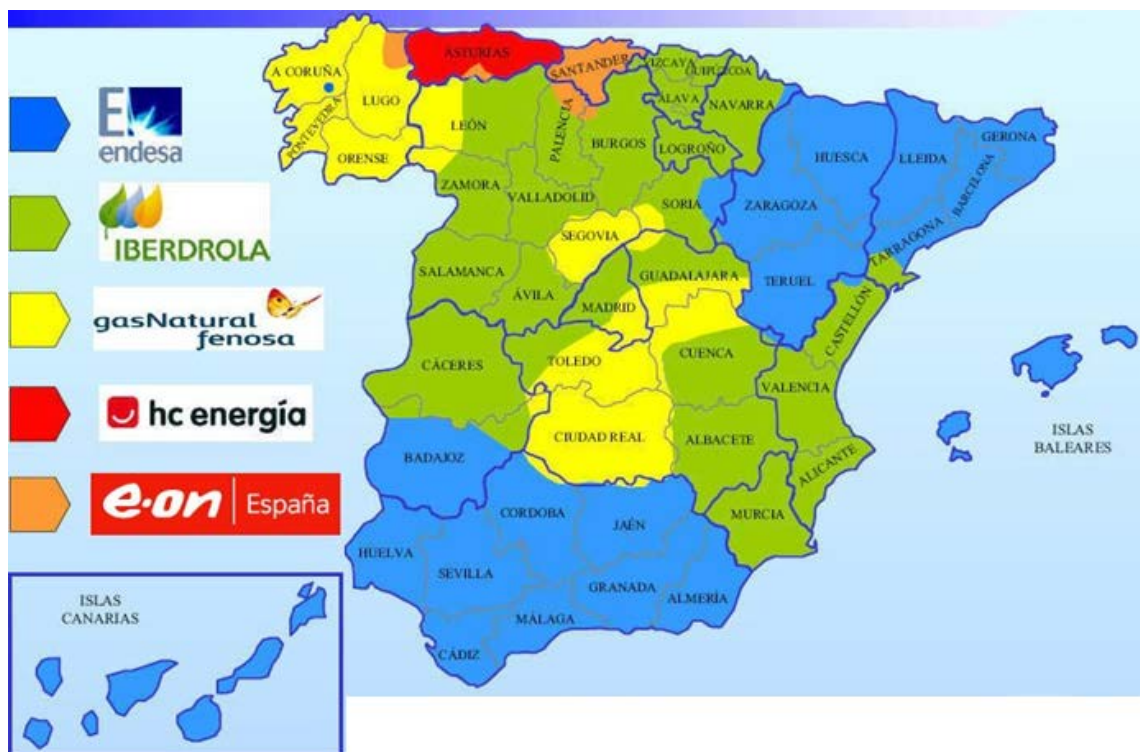 endesa
IBERDROLA
gasNatural
fenosa
hc energía
e·on España
ISLAS
CANARIAS
A CORUÑA
LUGO
PONTEVEDRA
ORENSE
ASTURIAS
SANTANDER
VIZCAYA
GUIPÚZCOA
ÁLAVA
NAVARRA
LEÓN
PALENCIA
BURGOS
LOGROÑO
HUESCA
LLEIDA
GERONA
BARCELONA
TARRAGONA
ZAMORA
VALLADOLID
SORIA
ZARAGOZA
SEGOVIA
TERUEL
SALAMANCA
ÁVILA
MADRID
GUADALAJARA
CASTELLÓN
CÁCERES
TOLEDO
CUENCA
VALENCIA
ISLAS
BALEARES
BADAJOZ
CIUDAD REAL
ALBACETE
ALICANTE
MURCIA
HUELVA
SEVILLA
CORDOBA
JAÉN
GRANADA
ALMERÍA
MÁLAGA
CÁDIZ